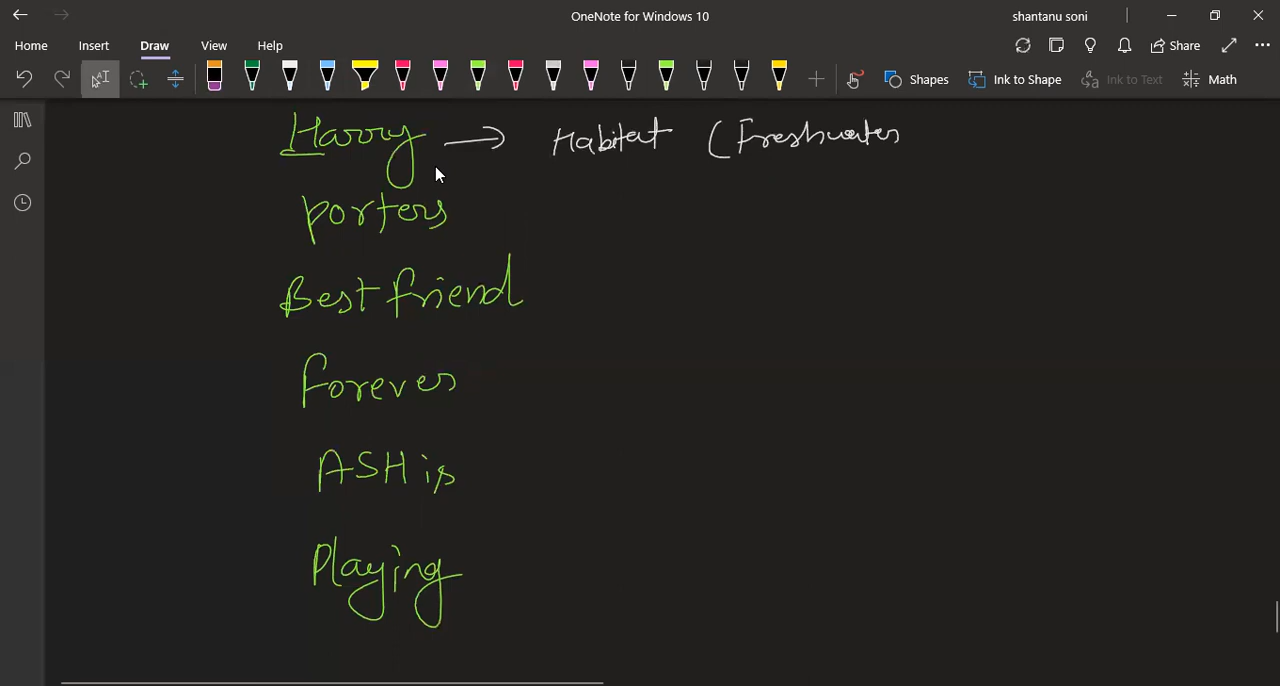 OneNote for Windows 10
shantanu soni
Home Insert Draw View Help
Share
Shapes Ink to Shape Ink to Text Math
Harry → Habitat (Freshwater
porters
Best friend
forever
ASH is
Playing